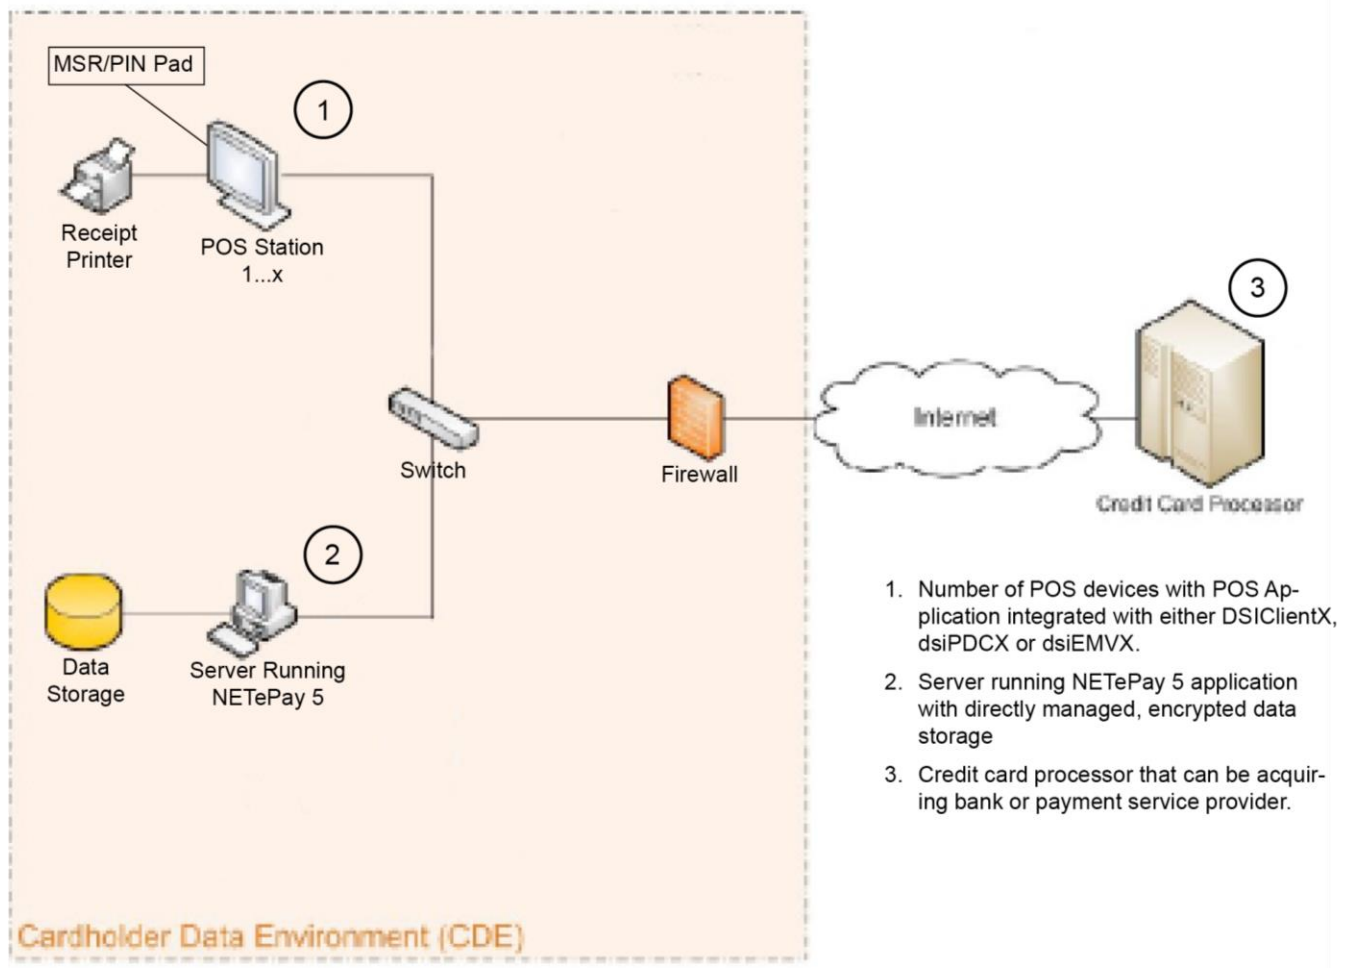 MSR/PIN Pad
1
Receipt
Printer
POS Station
1...x
3
Switch
Firewall
Internet
Credit Card Processor
2
Data
Storage
Server Running
NETePay 5
1. Number of POS devices with POS Ap-
plication integrated with either DSIClientX,
dsiPDCX or dsiEMVX.
2. Server running NETePay 5 application
with directly managed, encrypted data
storage
3. Credit card processor that can be acquir-
ing bank or payment service provider.
Cardholder Data Environment (CDE)